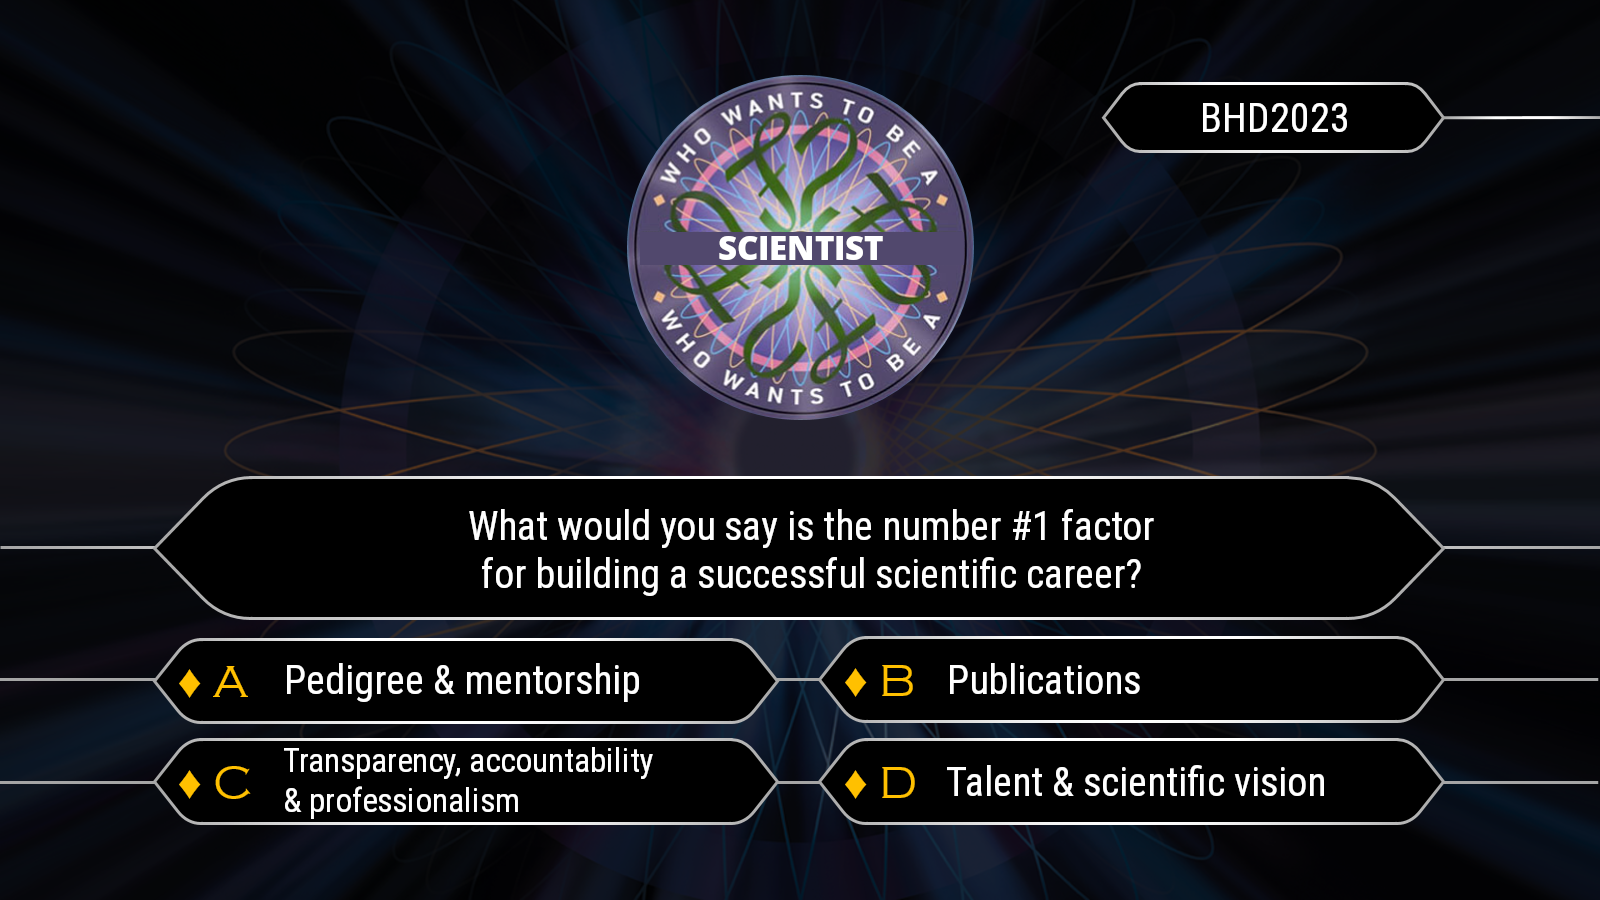 WHO WANTS TO BE A
SCIENTIST
WHO WANTS TO BE A
BHD2023
What would you say is the number #1 factor
for building a successful scientific career?
A Pedigree & mentorship
B Publications
C Transparency, accountability
& professionalism
D Talent & scientific vision